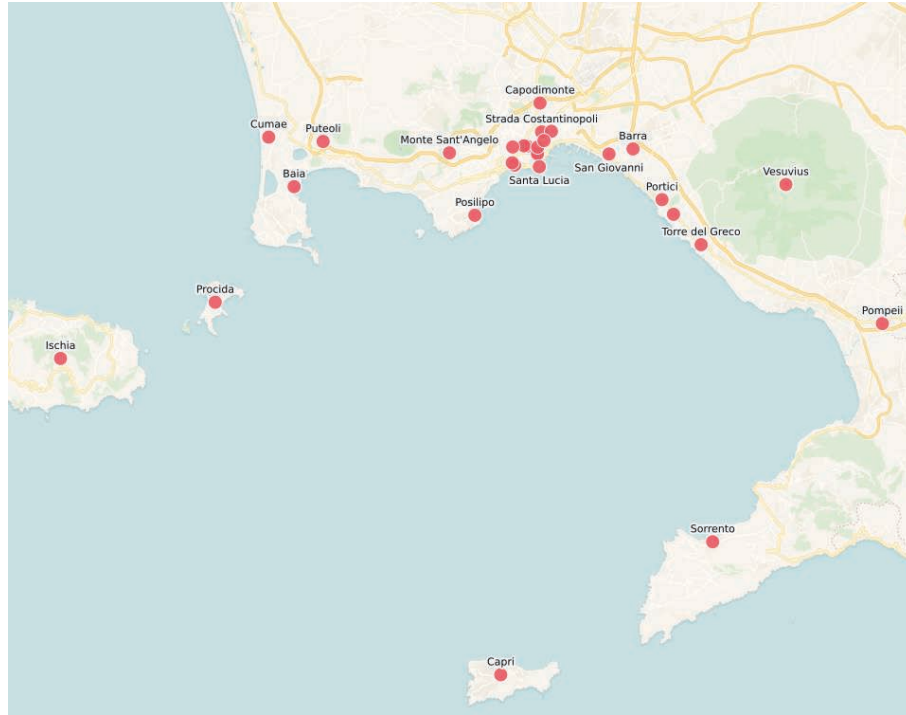 Capodimonte
Strada Costantinopoli
Cumae
Puteoli
Monte Sant'Angelo
Barra
San Giovanni
Vesuvius
Santa Lucia
Baia
Portici
Posilipo
Torre del Greco
Procida
Pompeii
Ischia
Sorrento
Capri